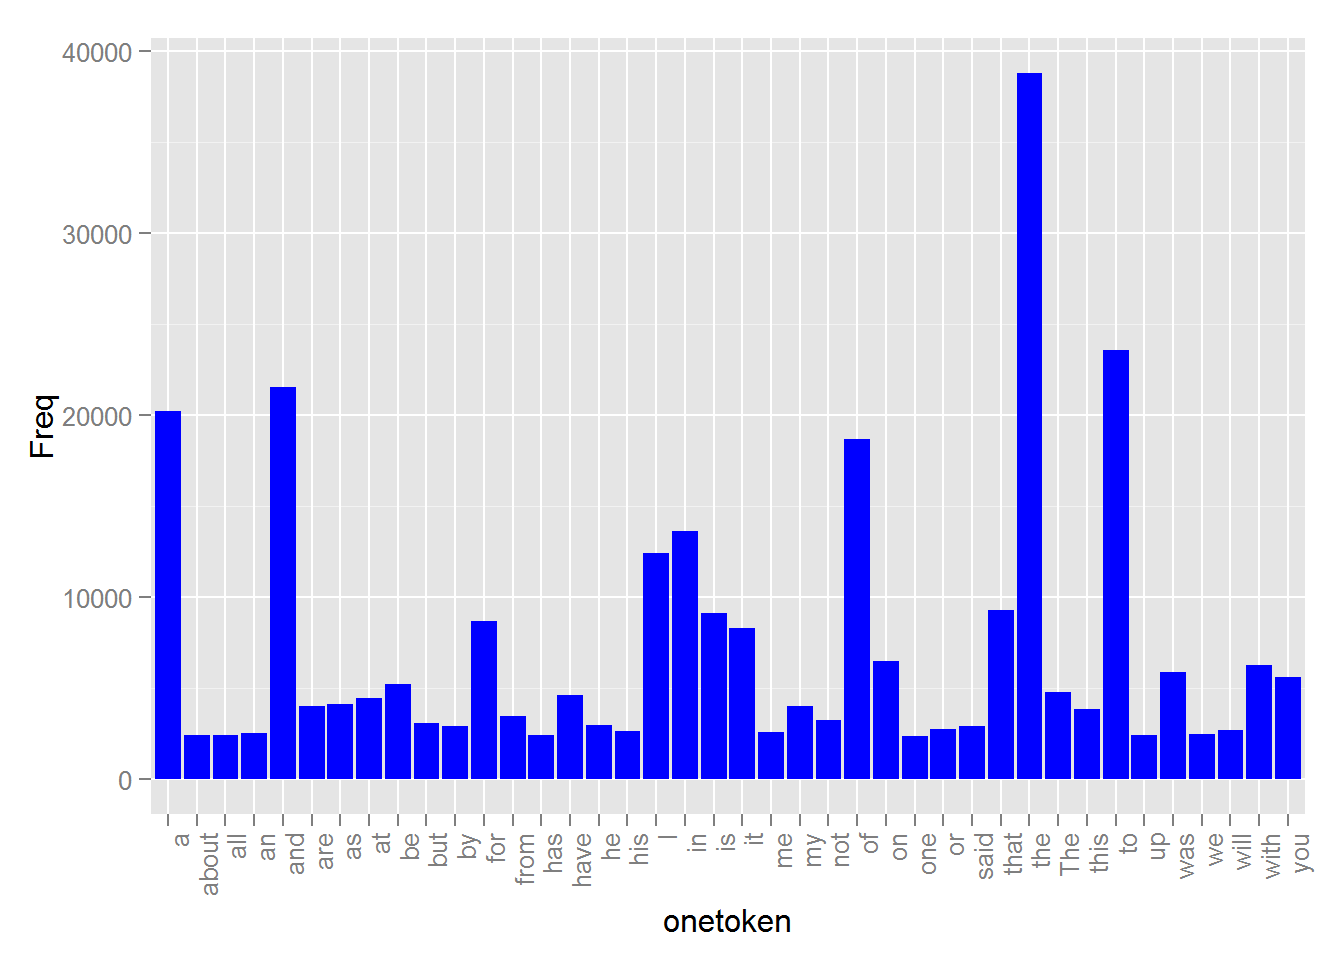 40000
30000
20000
10000
0
Freq
a
about
all
an
and
are
as
at
be
but
by
for
from
has
have
he
his
I
in
is
it
me
my
not
of
on
one
or
said
that
the
The
this
to
up
was
we
will
with
you
onetoken